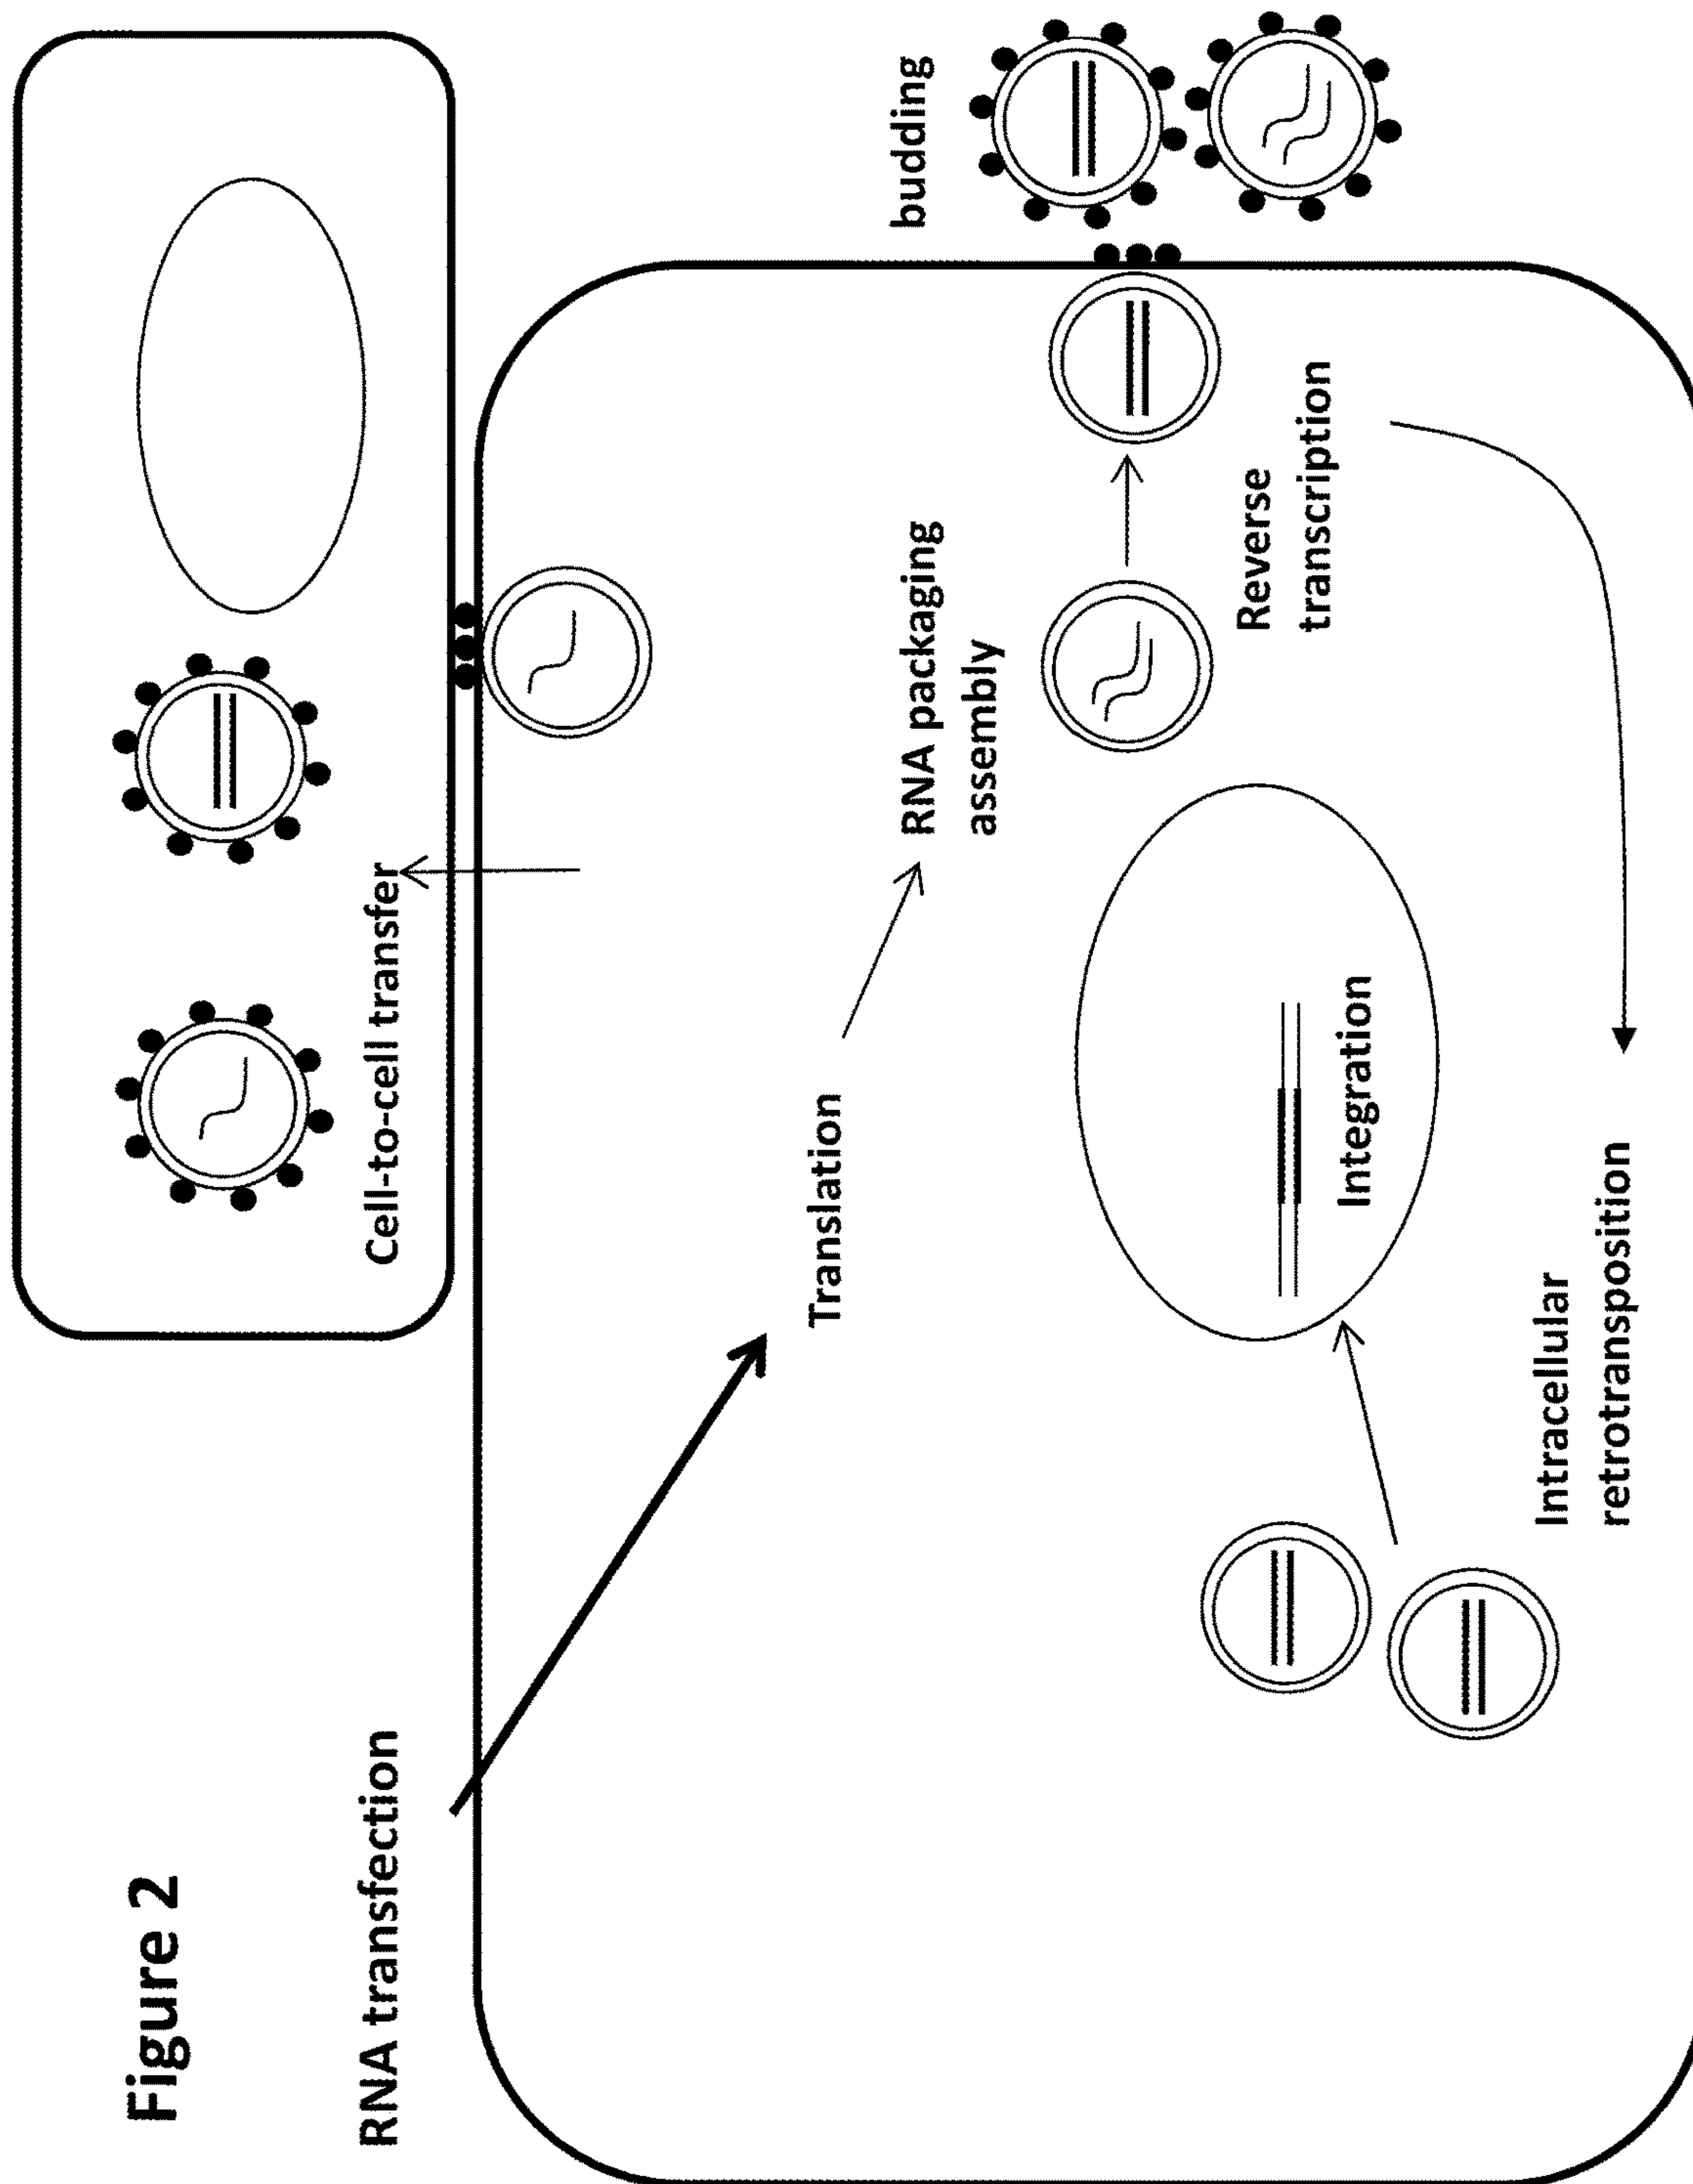 Figure 2
RNA transfection
Cell-to-cell transfer
Translation
RNA packaging
assembly
budding
Reverse
transcription
Integration
Intracellular
retrotransposition